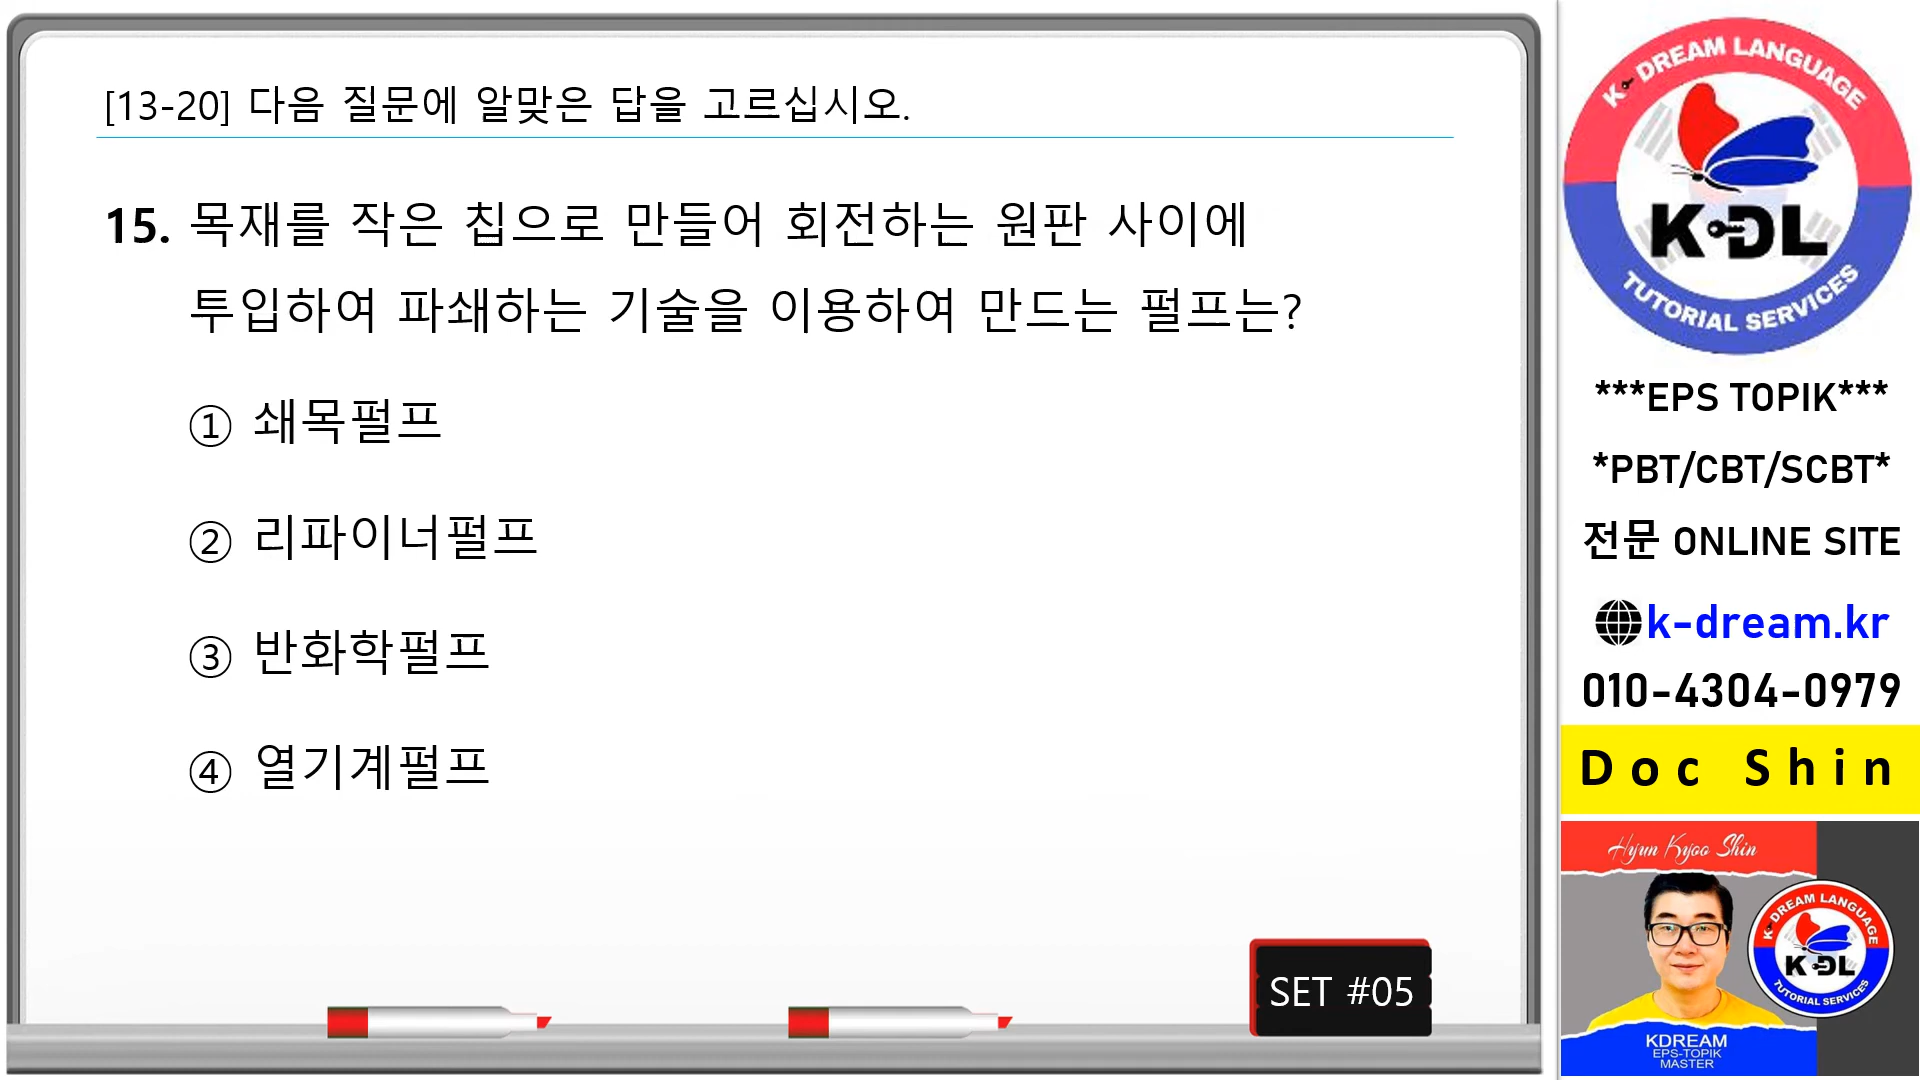 [13-20] 다음 질문에 알맞은 답을 고르십시오.
15. 목재를 작은 칩으로 만들어 회전하는 원판 사이에
투입하여 파쇄하는 기술을 이용하여 만드는 펄프는?
① 쇄목펄프
② 리파이너펄프
③ 반화학펄프
④ 열기계펄프
SET #05
K-DREAM LANGUAGE
K-DL
TUTORIAL SERVICES
***EPS TOPIK***
*PBT/CBT/SCBT*
전문 ONLINE SITE
k-dream.kr
010-4304-0979
Doc Shin
Hyun Kyoo Shin
K-DREAM LANGUAGE
K-DL
TUTORIAL SERVICES
KDREAM
EPS-TOPIK
MASTER